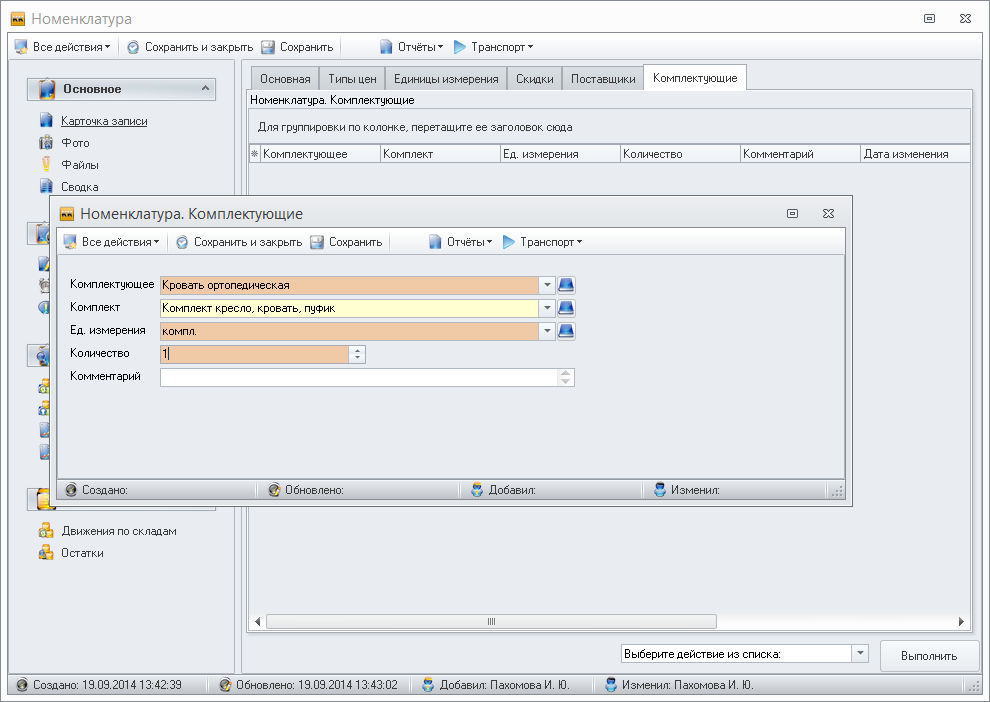 Номенклатура
Все действия Сохранить и закрыть Сохранить Отчёты Транспорт
Основное
Карточка записи
Фото
Файлы
Сводка
Основная Типы цен Единицы измерения Скидки Поставщики Комплектующие
Номенклатура. Комплектующие
Для группировки по колонке, перетащите ее заголовок сюда
Комплектующее Комплект Ед. измерения Количество Комментарий Дата изменения
Номенклатура. Комплектующие
Все действия Сохранить и закрыть Сохранить Отчёты Транспорт
Комплектующее Кровать ортопедическая
Комплект Комплект кресло, кровать, пуфик
Ед. измерения компл.
Количество 1
Комментарий
Создано: Обновлено: Добавил: Изменил:
Движения по складам
Остатки
Выберите действие из списка: Выполнить
Создано: 19.09.2014 13:42:39 Обновлено: 19.09.2014 13:43:02 Добавил: Пахомова И. Ю. Изменил: Пахомова И. Ю.